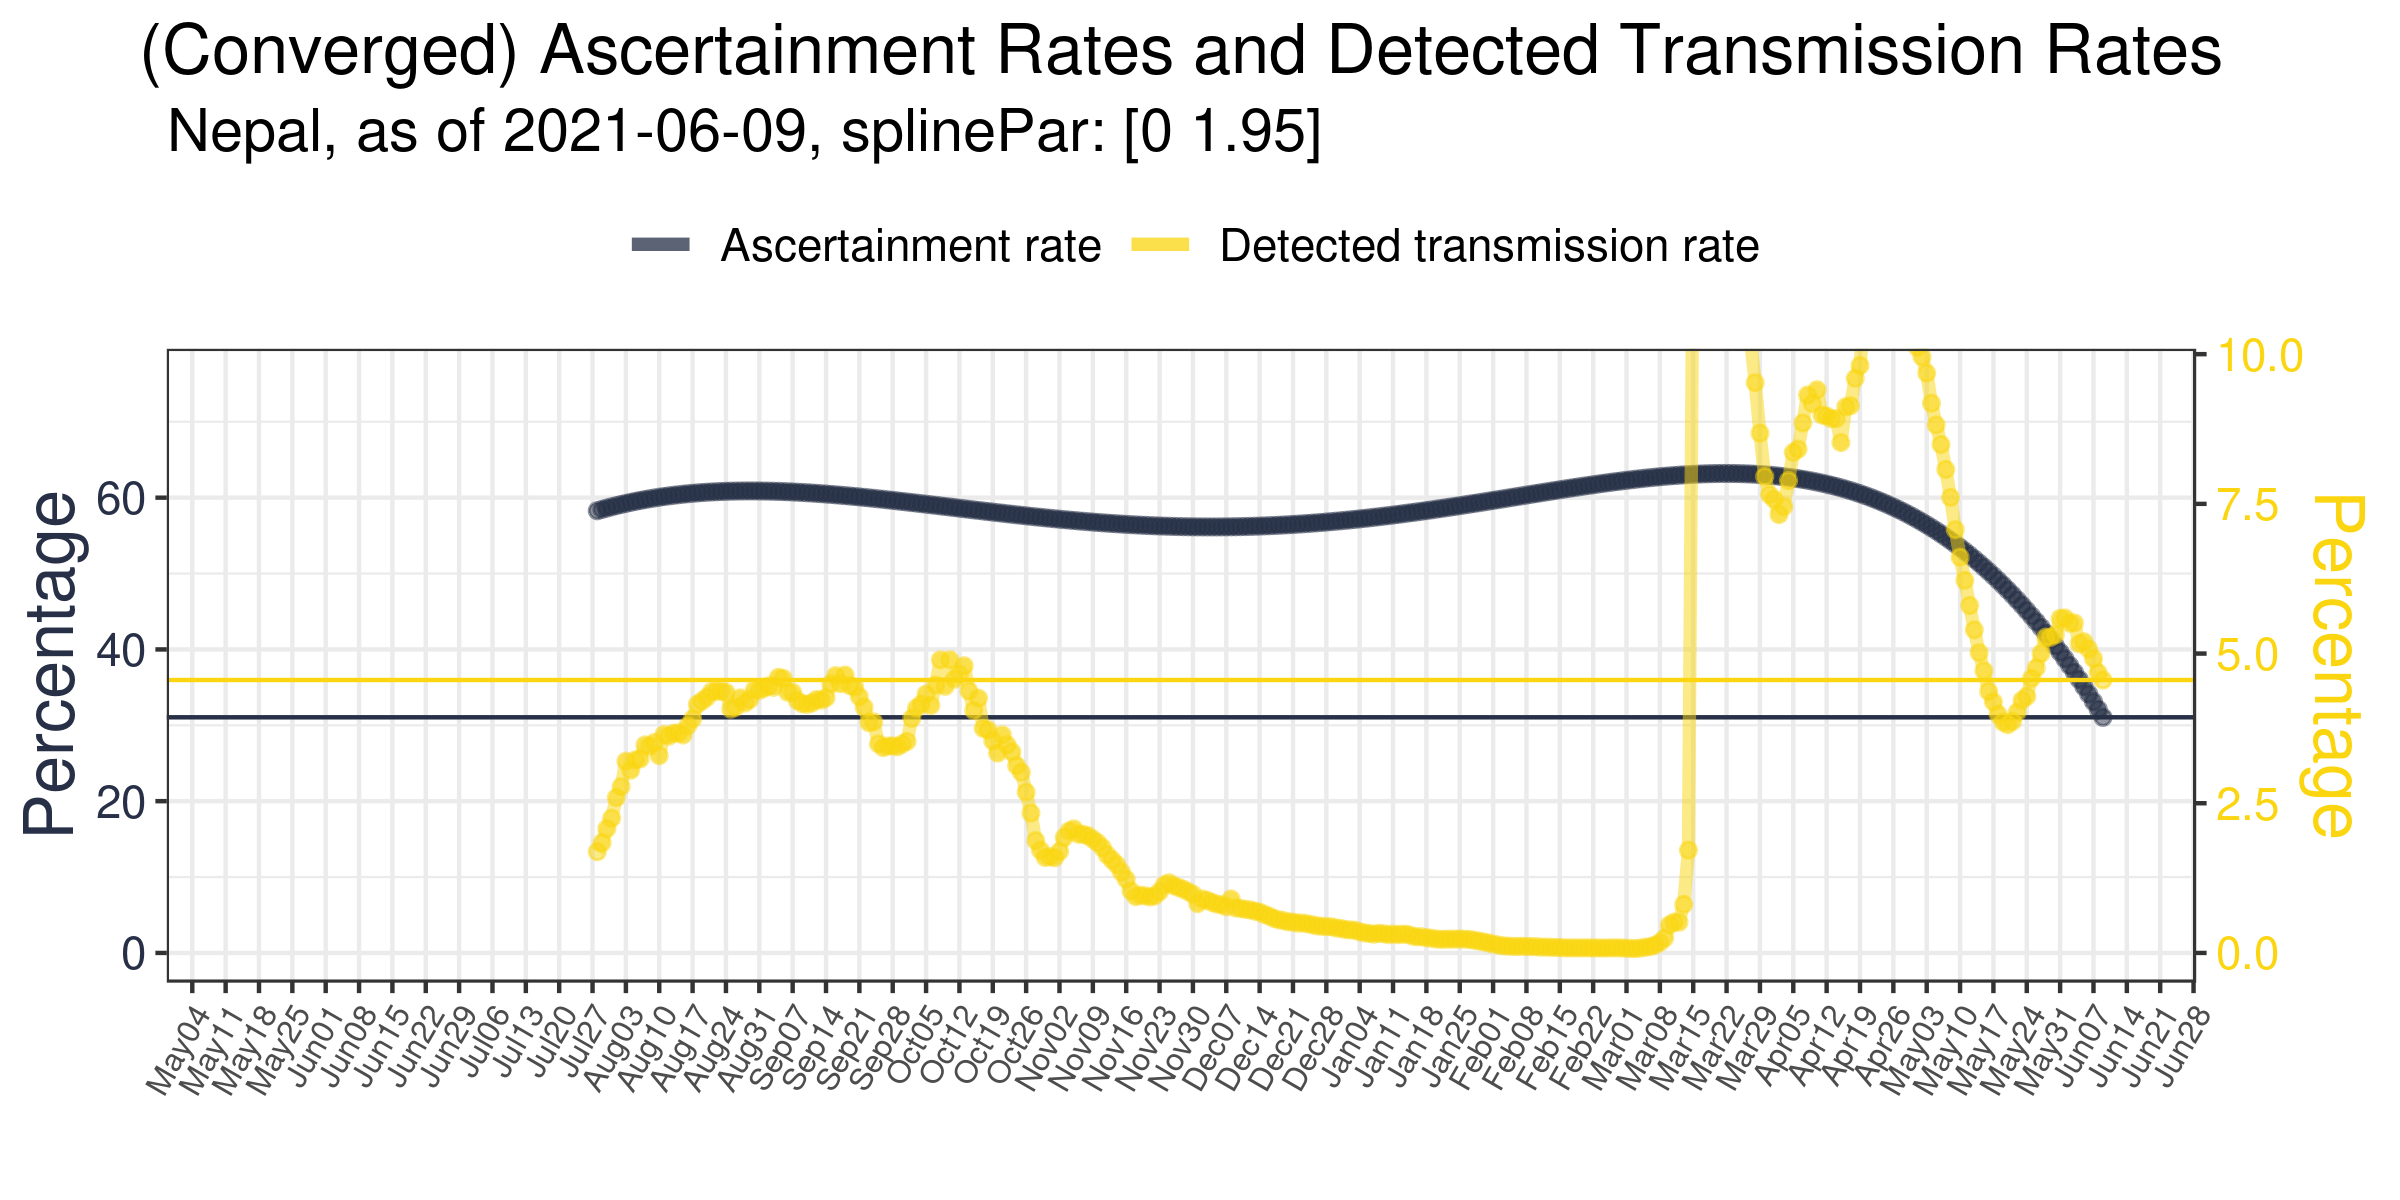 (Converged) Ascertainment Rates and Detected Transmission Rates
Nepal, as of 2021-06-09, splinePar: [0 1.95]
Ascertainment rate
Detected transmission rate
Percentage
60
40
20
0
10.0
7.5
5.0
2.5
0.0
Percentage
May04
May11
May18
May25
Jun01
Jun08
Jun15
Jun22
Jun29
Jul06
Jul13
Jul20
Jul27
Aug03
Aug10
Aug17
Aug24
Aug31
Sep07
Sep14
Sep21
Sep28
Oct05
Oct12
Oct19
Oct26
Nov02
Nov09
Nov16
Nov23
Nov30
Dec07
Dec14
Dec21
Dec28
Jan04
Jan11
Jan18
Jan25
Feb01
Feb08
Feb15
Feb22
Mar01
Mar08
Mar15
Mar22
Mar29
Apr05
Apr12
Apr19
Apr26
May03
May10
May17
May24
May31
Jun07
Jun14
Jun21
Jun28